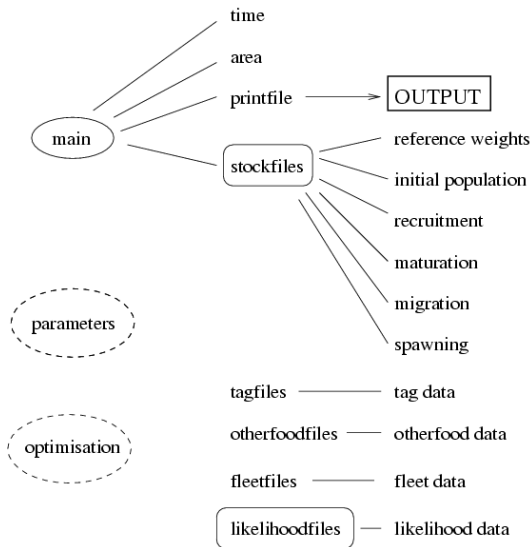 time
area
printfile
OUTPUT
main
stockfiles
reference weights
initial population
recruitment
maturation
migration
spawning
parameters
tagfiles
tag data
otherfoodfiles
otherfood data
optimisation
fleetfiles
fleet data
likelihoodfiles
likelihood data